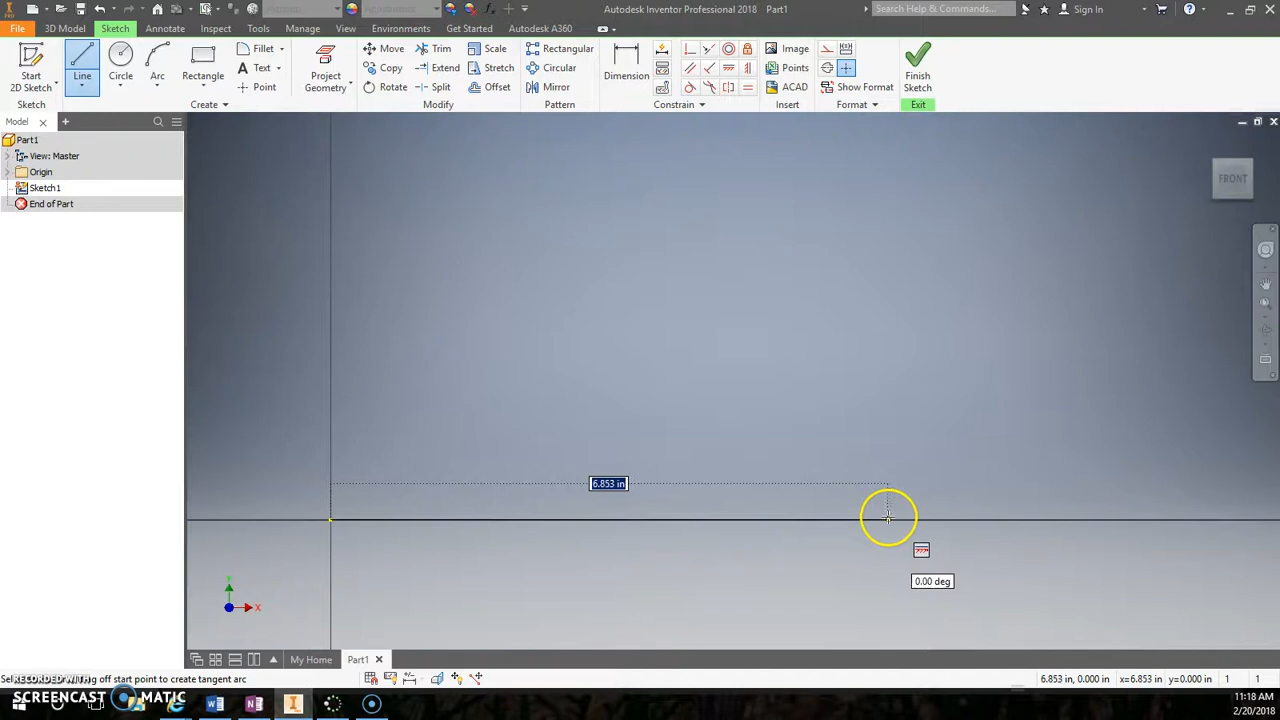 Autodesk Inventor Professional 2018 Part1
Search Help & Commands...
Sign In
File
3D Model
Sketch
Annotate
Inspect
Tools
Manage
View
Environments
Get Started
Autodesk A360
Start
2D Sketch
Sketch
Line
Circle
Arc
Rectangle
Fillet
Text
Point
Create
Project
Geometry
Move
Copy
Rotate
Trim
Extend
Split
Scale
Stretch
Offset
Modify
Rectangular
Circular
Mirror
Pattern
Dimension
Constrain
Image
Points
ACAD
Insert
Show Format
Format
Finish
Sketch
Exit
Model
Part1
View: Master
Origin
Sketch1
End of Part
FRONT
6.853 in
0.00 deg
X
My Home
Part1
off start point to create tangent arc
6.853 in, 0.000 in
x=6.853 in
y=0.000 in
1
1
RECORDED WITH
SCREENCAST MATIC
11:18 AM
2/20/2018